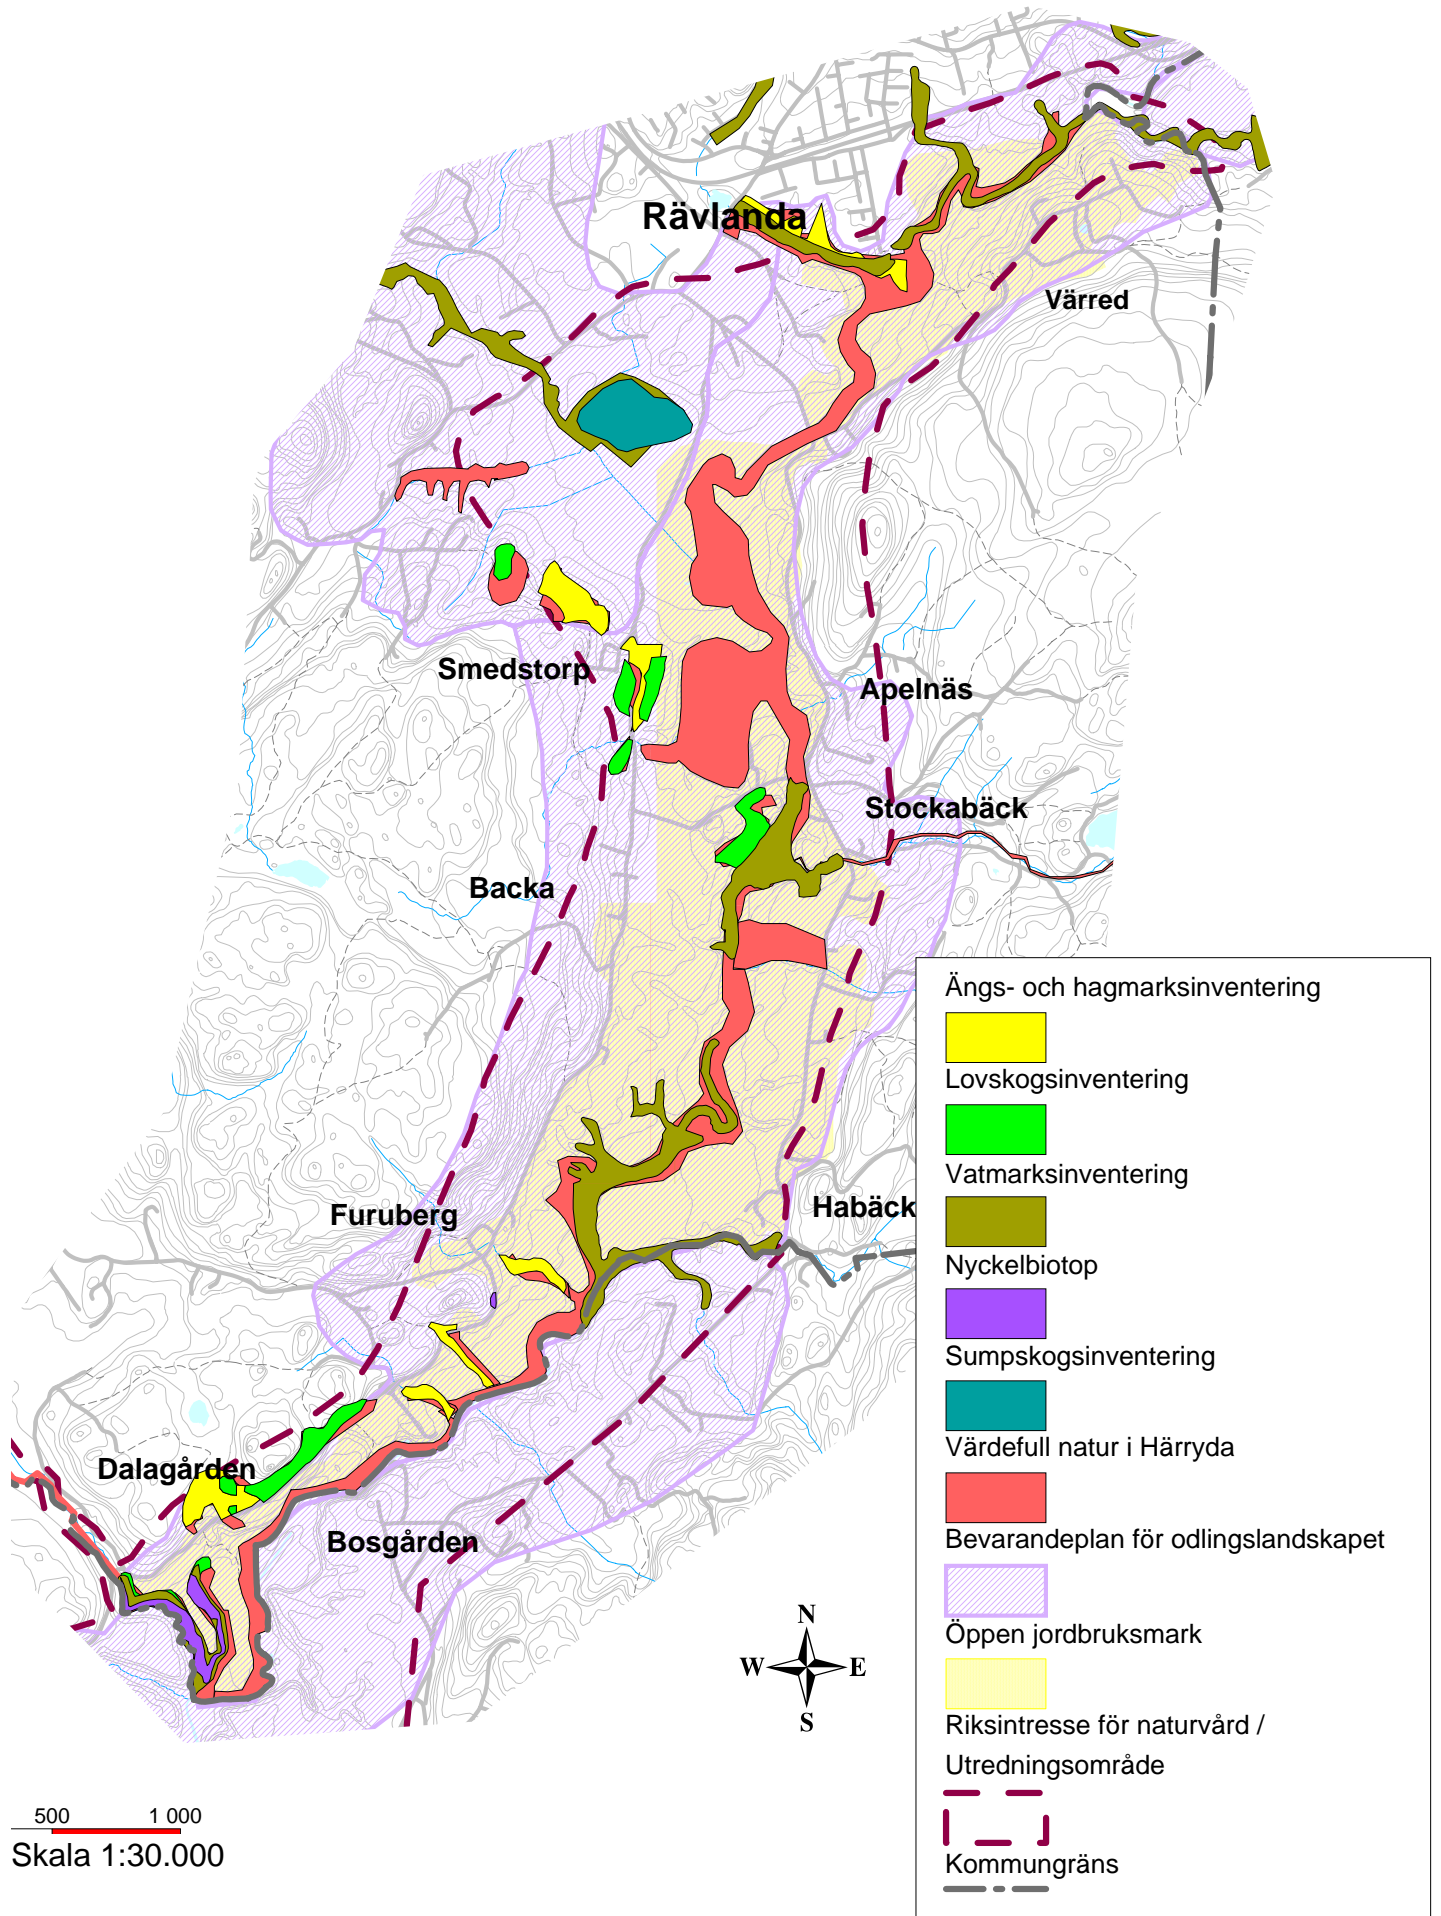 Rävlanda
Värred
Smedstorp
Apelnäs
Stockabäck
Backa
Furuberg
Habäck
Dalagården
Bosgården
Ängs- och hagmarksinventering
Lovskogsinventering
Vatmarksinventering
Nyckelbiotop
Sumpskogsinventering
Värdefull natur i Härryda
Bevarandeplan för odlingslandskapet
Öppen jordbruksmark
Riksintresse för naturvård /
Utredningsområde
Kommungräns
N
W E
S
500 1 000
Skala 1:30.000